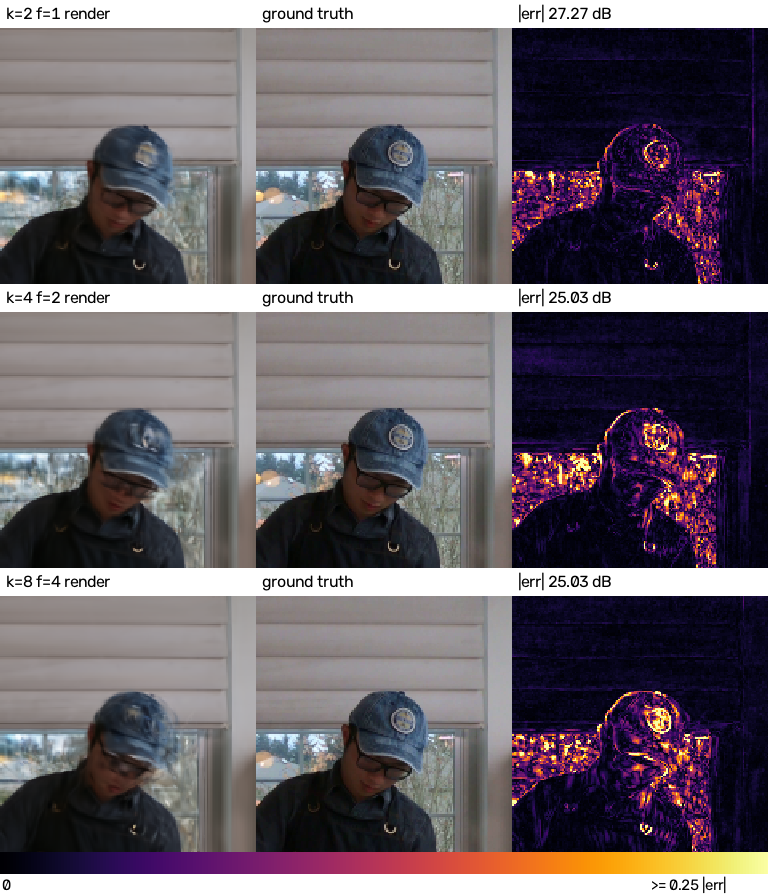 k=2 f=1 render ground truth |err| 27.27 dB
k=4 f=2 render ground truth |err| 25.03 dB
k=8 f=4 render ground truth |err| 25.03 dB
0 >= 0.25 |err|